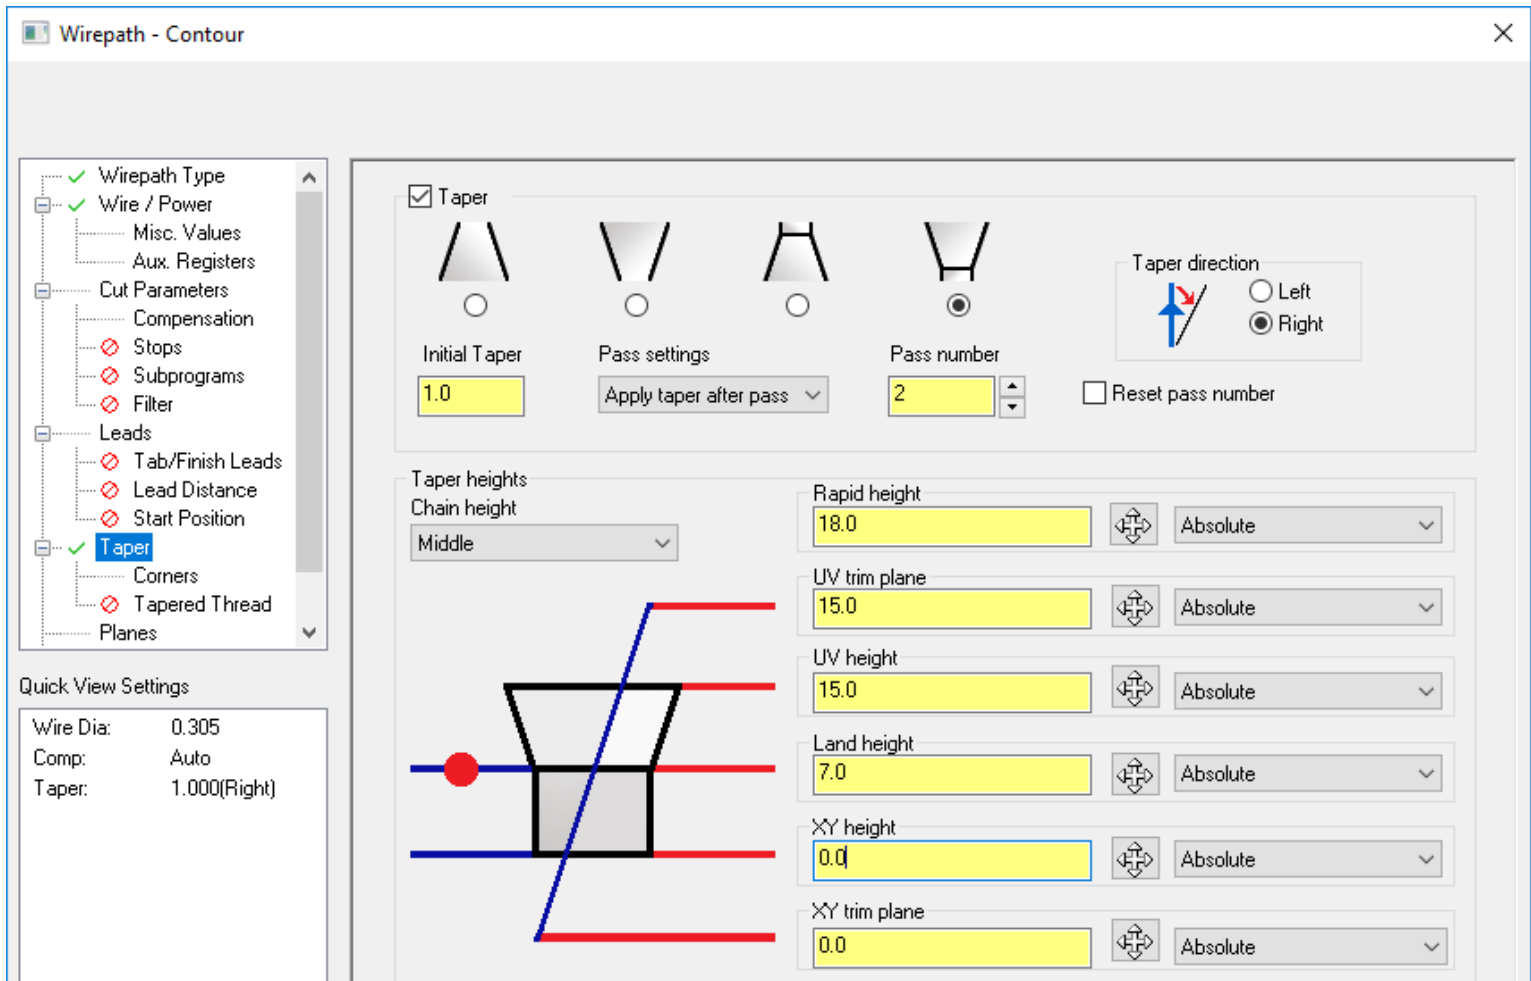 Wirepath - Contour
Wirepath Type
Wire / Power
Misc. Values
Aux. Registers
Cut Parameters
Compensation
Stops
Subprograms
Filter
Leads
Tab/Finish Leads
Lead Distance
Start Position
Taper
Corners
Tapered Thread
Planes
Quick View Settings
Wire Dia: 0.305
Comp: Auto
Taper: 1.000(Right)
Taper
Taper direction
Left
Right
Initial Taper Pass settings Pass number
1.0 Apply taper after pass 2 Reset pass number
Taper heights
Chain height
Middle
Rapid height
18.0 Absolute
UV trim plane
15.0 Absolute
UV height
15.0 Absolute
Land height
7.0 Absolute
XY height
0.0 Absolute
XY trim plane
0.0 Absolute